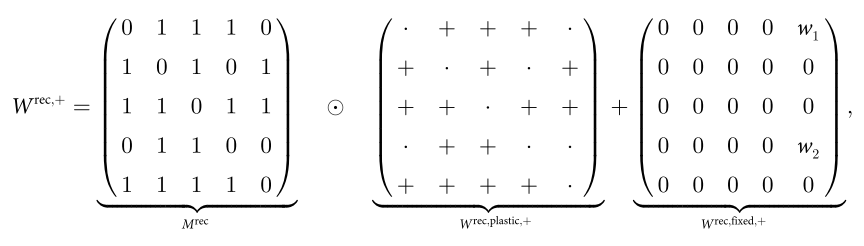 0 1 1 1 0 · + + + · 0 0 0 0 w₁
1 0 1 0 1 + · + · + 0 0 0 0 0
W^rec,+ = 1 1 0 1 1 ⊙ + + · + + + 0 0 0 0 0 ,
0 1 1 0 0 · + + · · 0 0 0 0 w₂
1 1 1 1 0 + + + + · 0 0 0 0 0
M^rec W^rec,plastic,+ W^rec,fixed,+